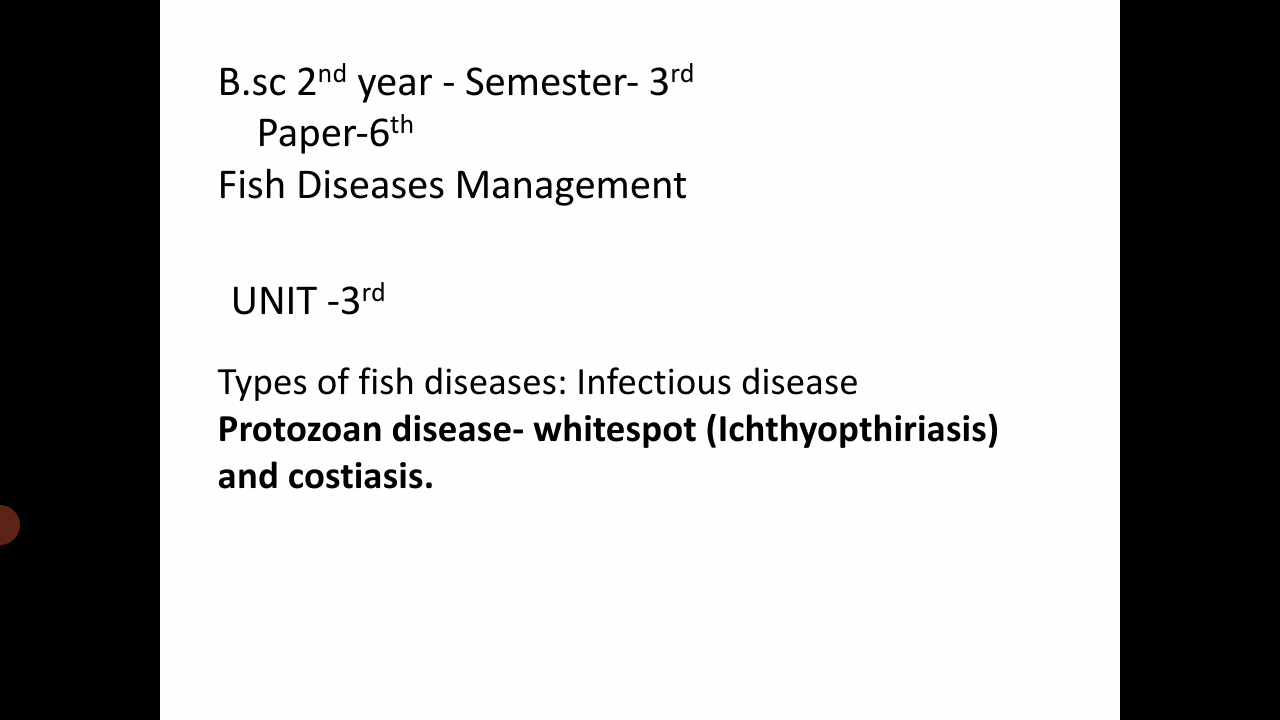 B.sc 2nd year - Semester- 3rd
Paper-6th
Fish Diseases Management
UNIT -3rd
Types of fish diseases: Infectious disease
Protozoan disease- whitespot (Ichthyopthiriasis)
and costiasis.